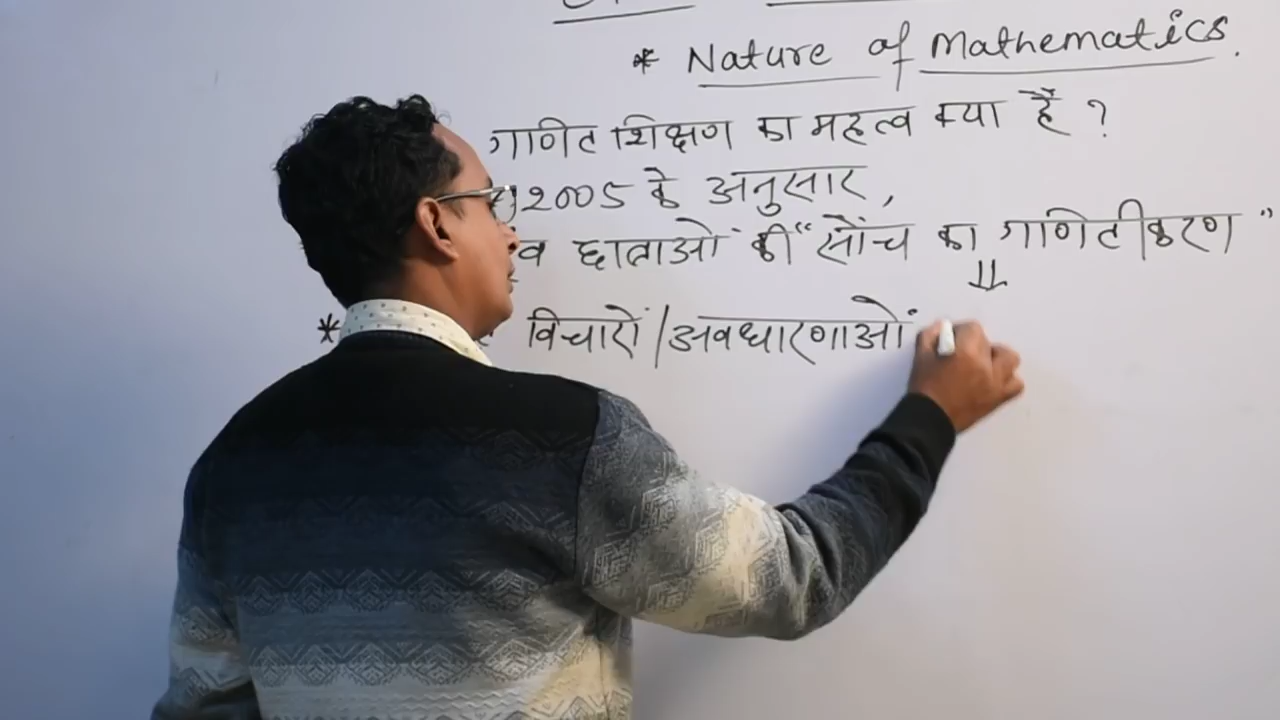 * Nature of Mathematics.
गणित शिक्षण का महत्व क्या हैं ?
2005 के अनुसार,
व छात्राओं की “सौंच का गणितीकरण”
⇓
* विचारों/अवधारणाओं